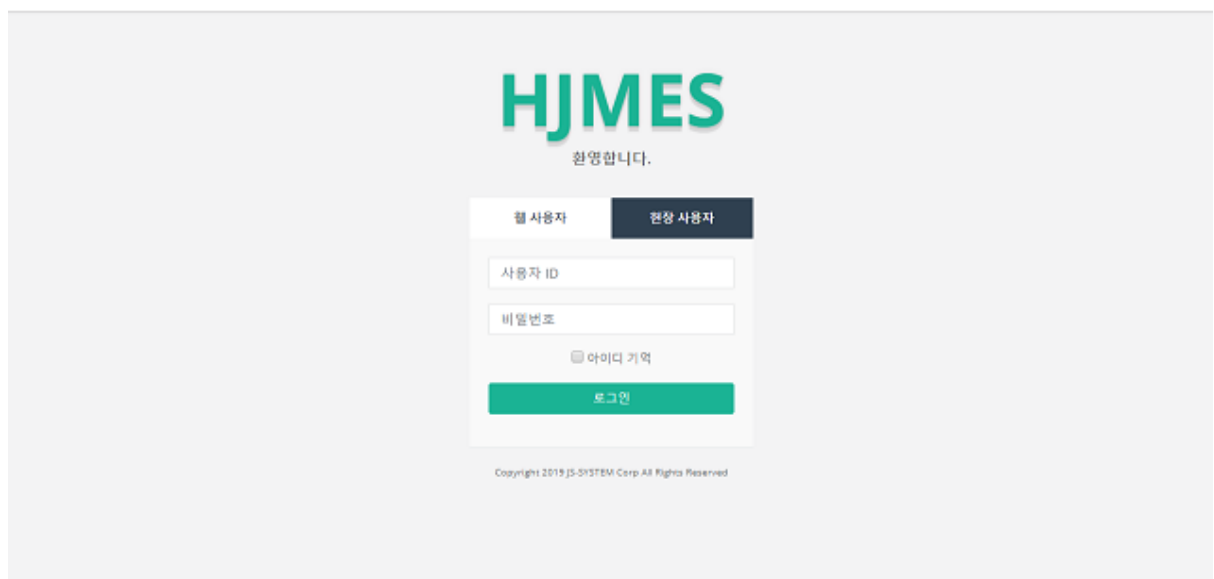 HJMES
환영합니다.
웹 사용자
현장 사용자
사용자 ID
비밀번호
아이디 기억
로그인
Copyright 2019 JS-SYSTEM Corp All Rights Reserved